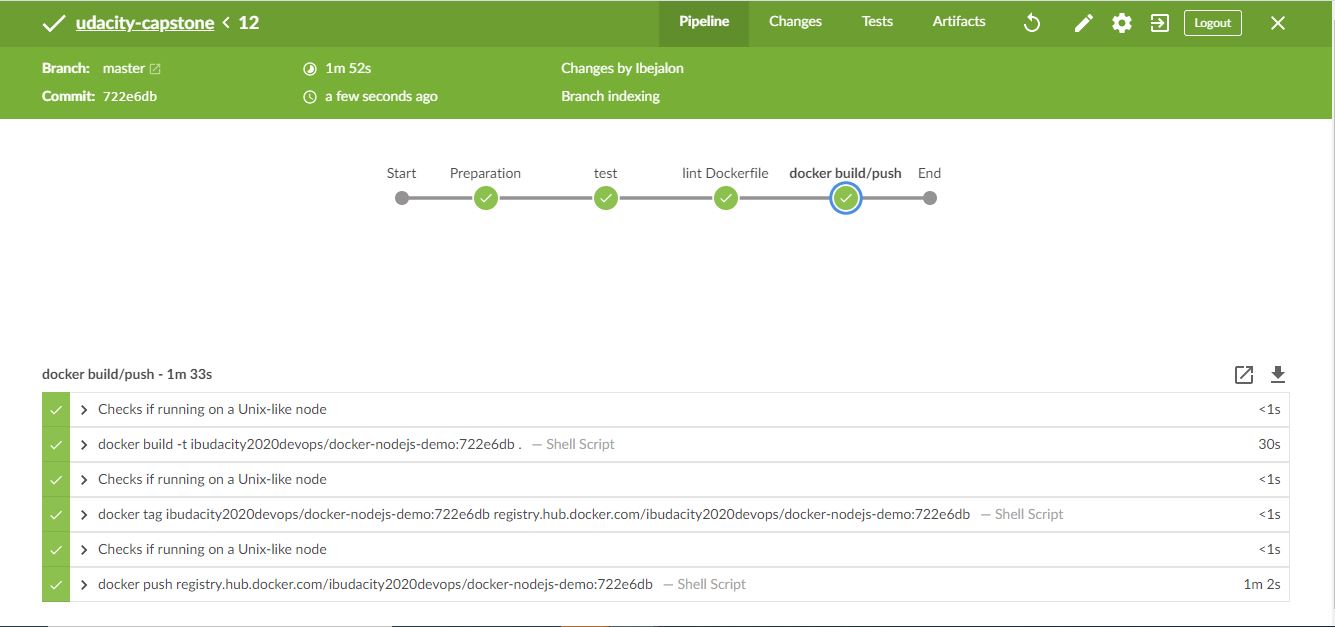 udacity-capstone < 12
Pipeline Changes Tests Artifacts Logout
Branch: master 1m 52s Changes by Ibejalon
Commit: 722e6db a few seconds ago Branch indexing
Start Preparation test lint Dockerfile docker build/push End
docker build/push - 1m 33s
Checks if running on a Unix-like node <1s
docker build -t ibudacity2020devops/docker-nodejs-demo:722e6db . — Shell Script 30s
Checks if running on a Unix-like node <1s
docker tag ibudacity2020devops/docker-nodejs-demo:722e6db registry.hub.docker.com/ibudacity2020devops/docker-nodejs-demo:722e6db — Shell Script <1s
Checks if running on a Unix-like node <1s
docker push registry.hub.docker.com/ibudacity2020devops/docker-nodejs-demo:722e6db — Shell Script 1m 2s